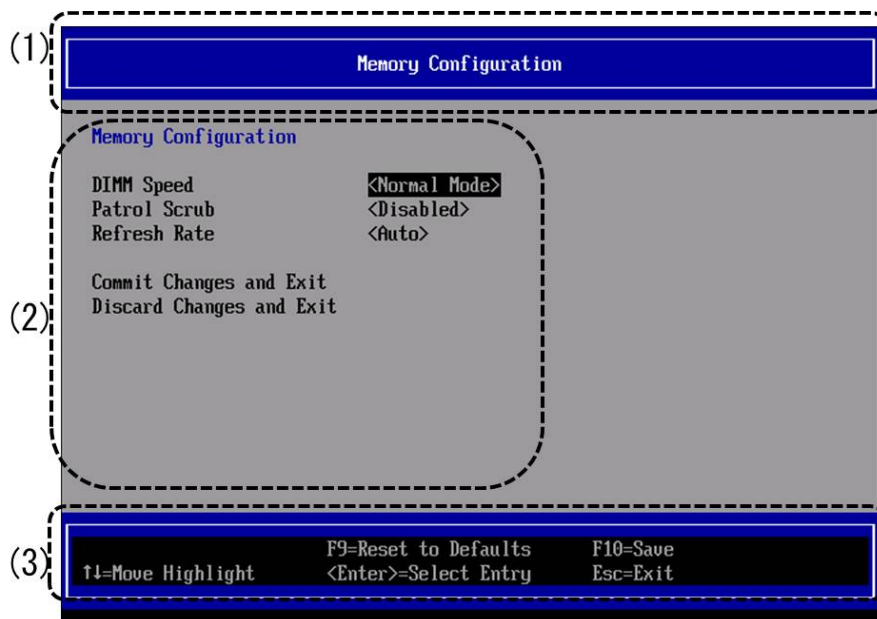 (1)
Memory Configuration
Memory Configuration
DIMM Speed <Normal Mode>
Patrol Scrub <Disabled>
Refresh Rate <Auto>
Commit Changes and Exit
(2)
Discard Changes and Exit
(3)
F9=Reset to Defaults F10=Save
↑↓=Move Highlight <Enter>=Select Entry Esc=Exit